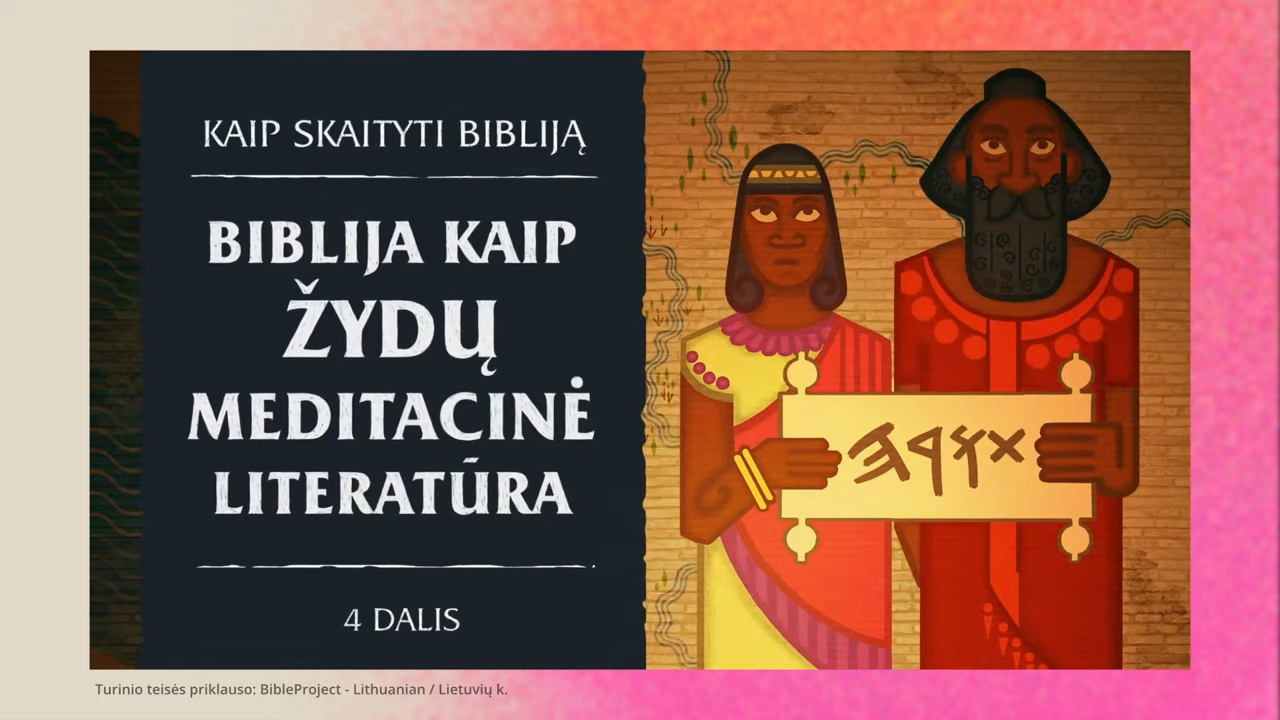 KAIP SKAITYTI BIBLIJĄ
BIBLIJA KAIP
ŽYDŲ
MEDITACINĖ
LITERATŪRA
4 DALIS
Turinio teisės priklauso: BibleProject - Lithuanian / Lietuvių k.